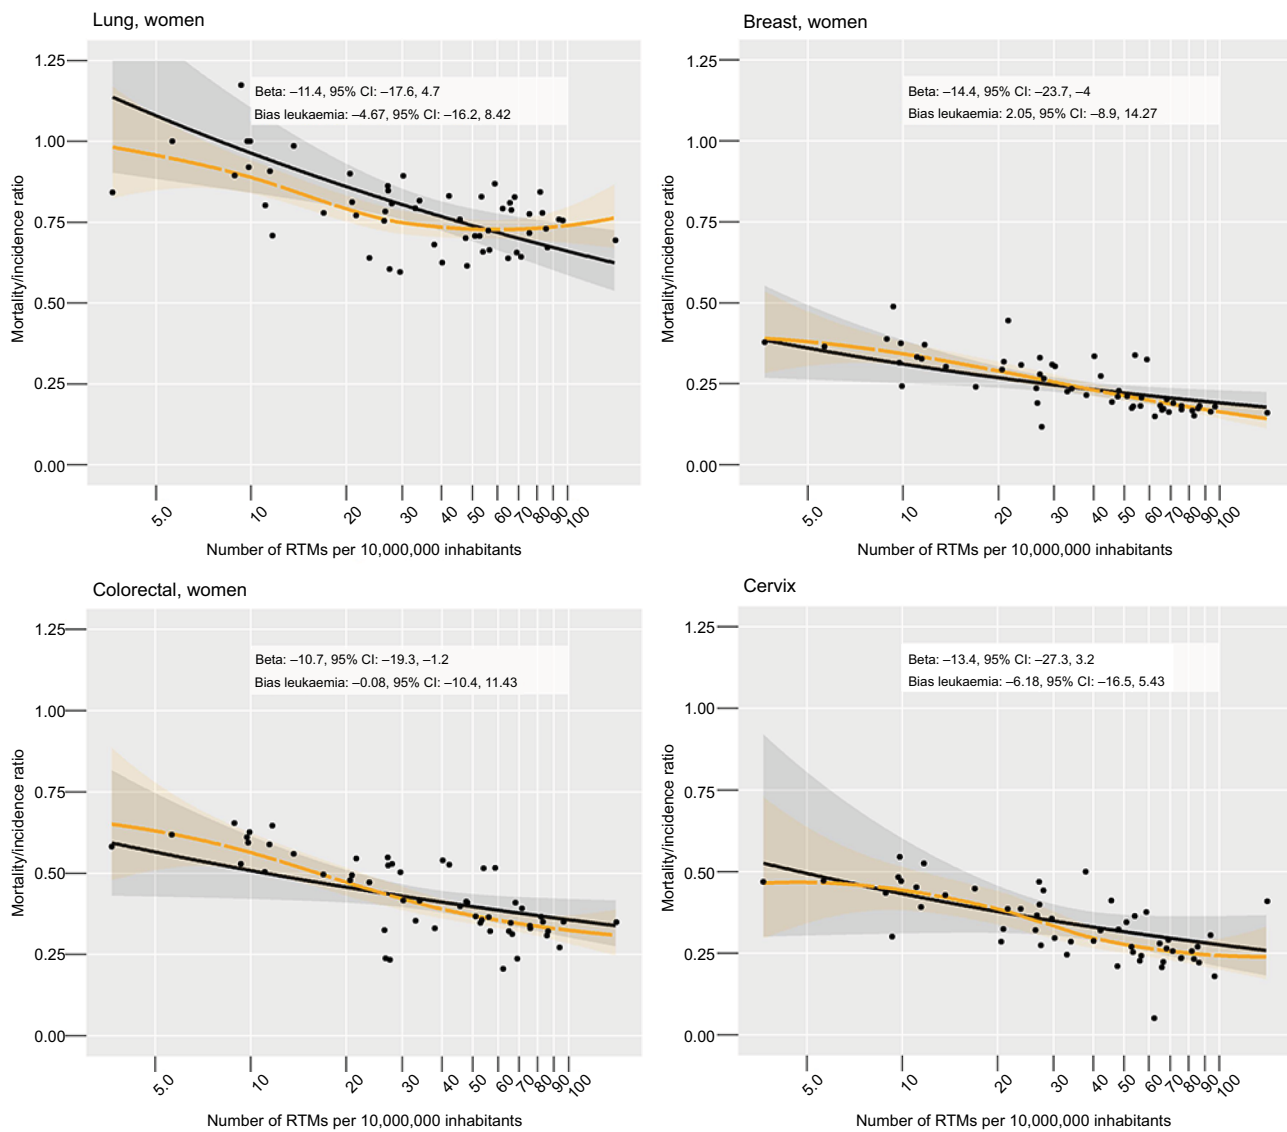 Lung, women
Beta: –11.4, 95% CI: –17.6, 4.7
Bias leukaemia: –4.67, 95% CI: –16.2, 8.42
Mortality/incidence ratio
1.25
1.00
0.75
0.50
0.25
0.00
5.0 10 20 30 40 50 60 70 80 90 100
Number of RTMs per 10,000,000 inhabitants
Breast, women
Beta: –14.4, 95% CI: –23.7, –4
Bias leukaemia: 2.05, 95% CI: –8.9, 14.27
Mortality/incidence ratio
1.25
1.00
0.75
0.50
0.25
0.00
5.0 10 20 30 40 50 60 70 80 90 100
Number of RTMs per 10,000,000 inhabitants
Colorectal, women
Beta: –10.7, 95% CI: –19.3, –1.2
Bias leukaemia: –0.08, 95% CI: –10.4, 11.43
Mortality/incidence ratio
1.25
1.00
0.75
0.50
0.25
0.00
5.0 10 20 30 40 50 60 70 80 90 100
Number of RTMs per 10,000,000 inhabitants
Cervix
Beta: –13.4, 95% CI: –27.3, 3.2
Bias leukaemia: –6.18, 95% CI: –16.5, 5.43
Mortality/incidence ratio
1.25
1.00
0.75
0.50
0.25
0.00
5.0 10 20 30 40 50 60 70 80 90 100
Number of RTMs per 10,000,000 inhabitants